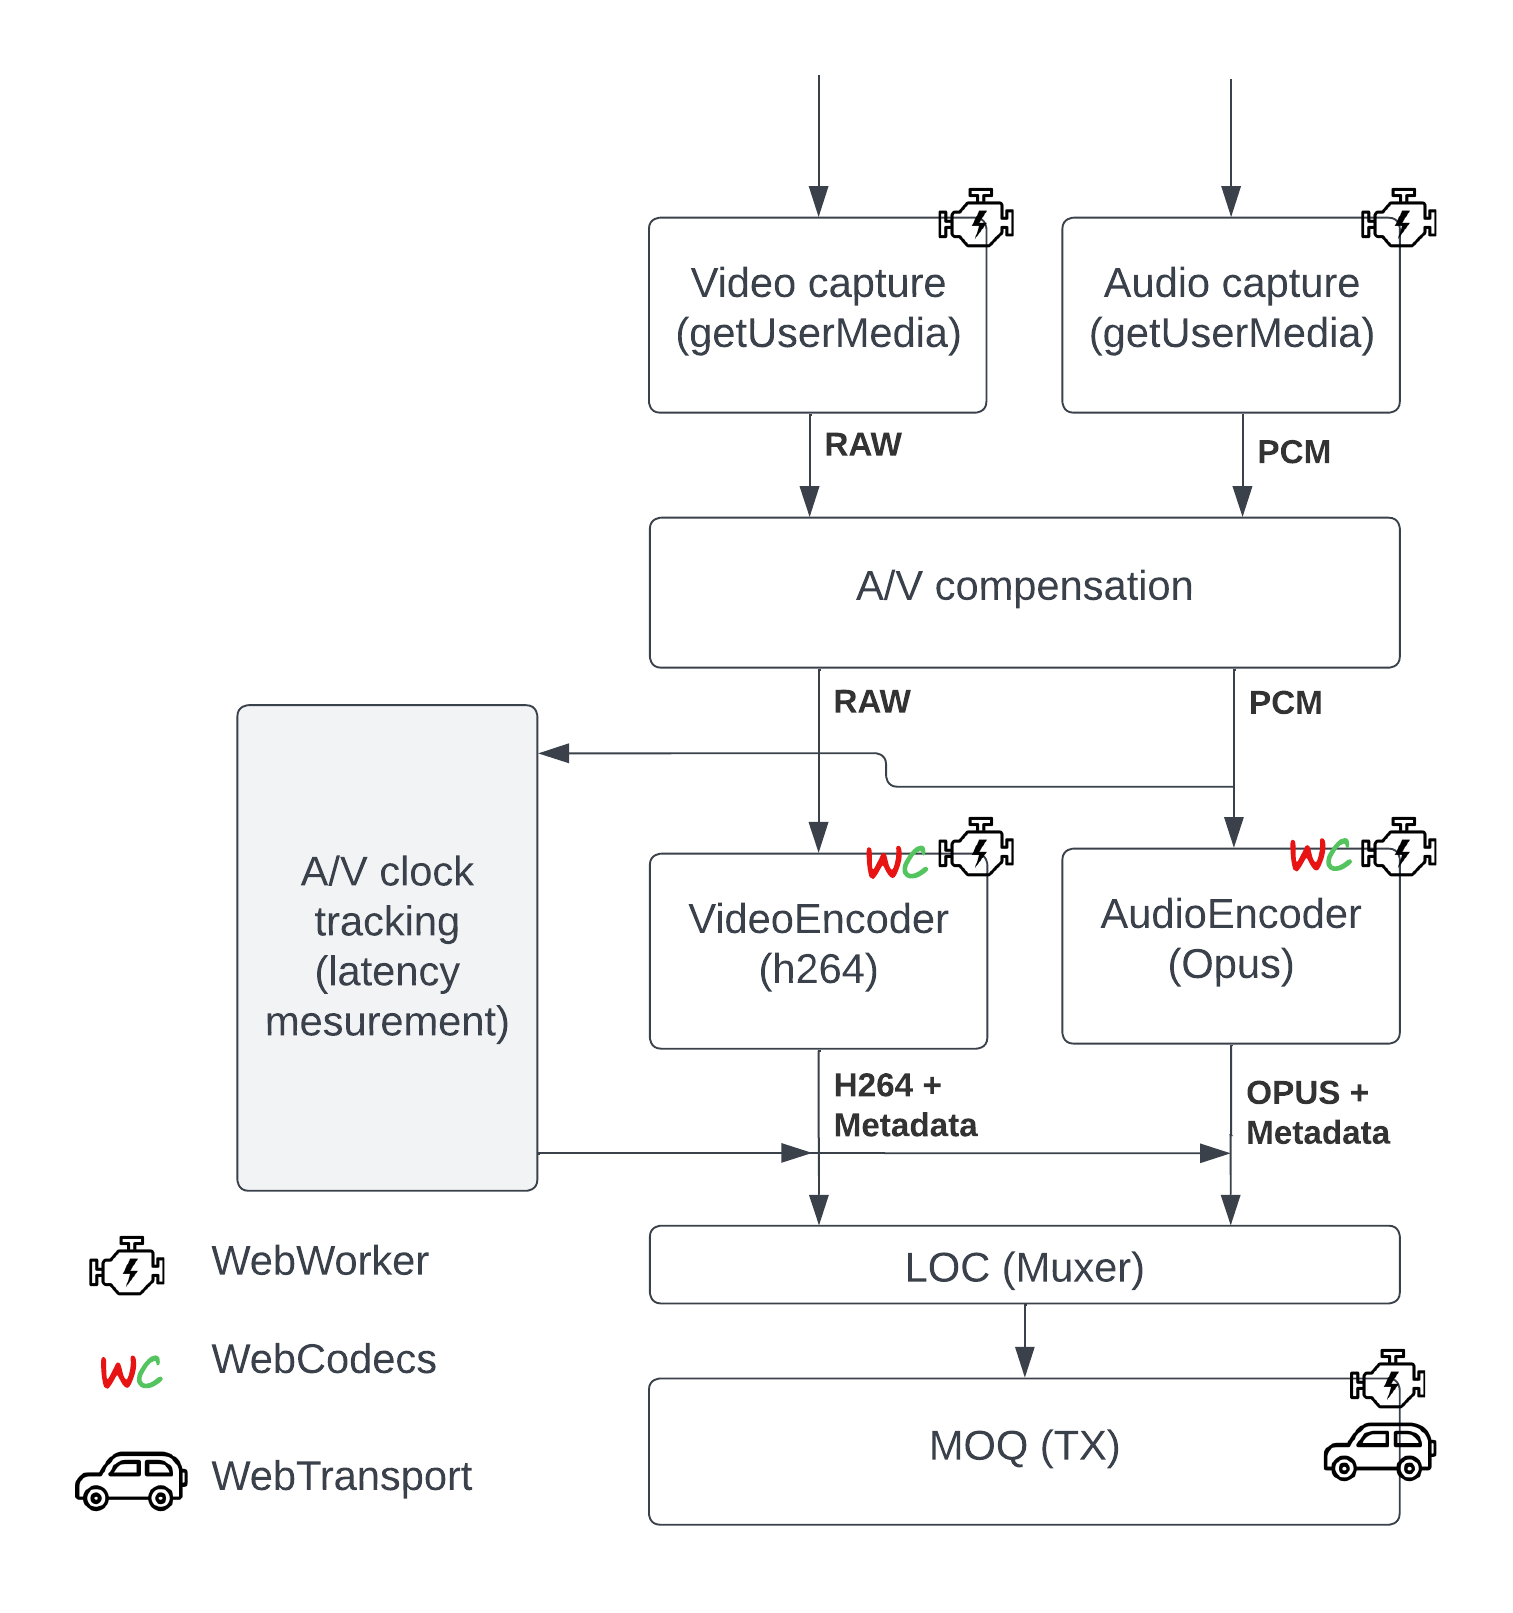 Video capture
(getUserMedia)
Audio capture
(getUserMedia)
RAW
PCM
A/V compensation
RAW
PCM
A/V clock
tracking
(latency
mesurement)
WC
VideoEncoder
(h264)
WC
AudioEncoder
(Opus)
H264 +
Metadata
OPUS +
Metadata
LOC (Muxer)
MOQ (TX)
WebWorker
WC
WebCodecs
WebTransport